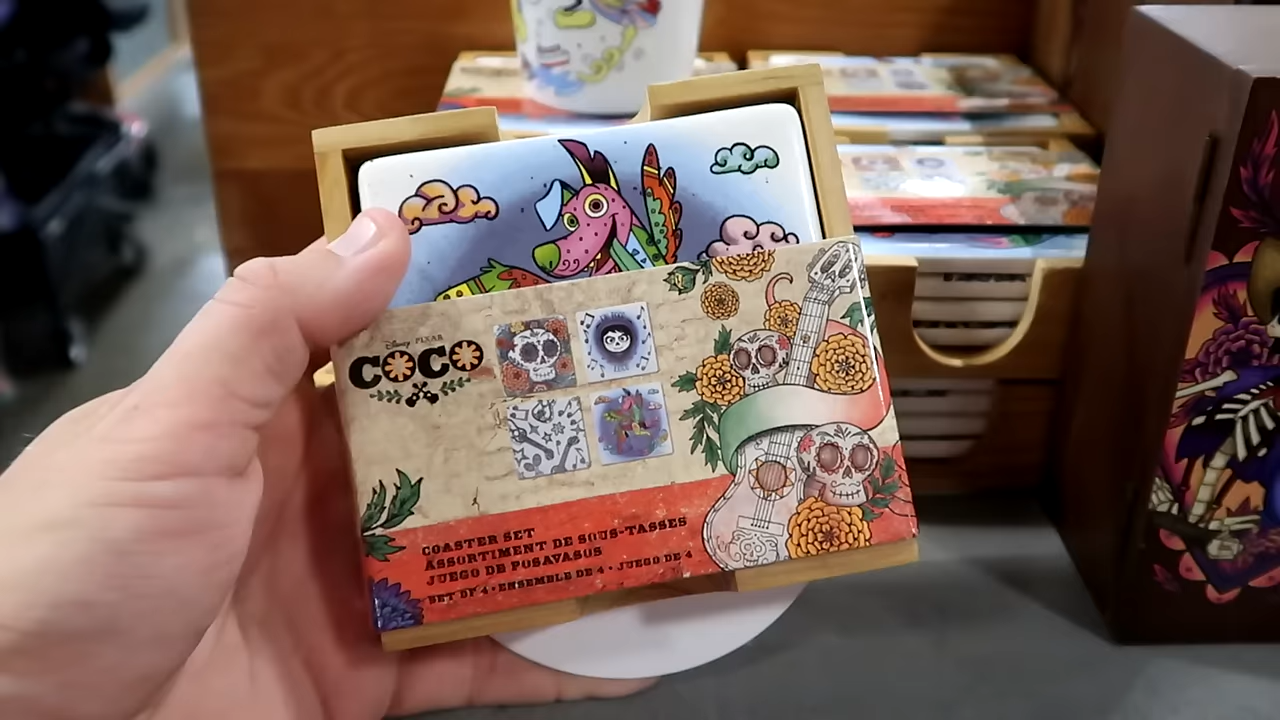 Disney PIXAR
COCO
COASTER SET
ASSORTIMENT DE SOUS-TASSES
JUEGO DE POSAVASOS
SET OF 4 • ENSEMBLE DE 4 • JUEGO DE 4